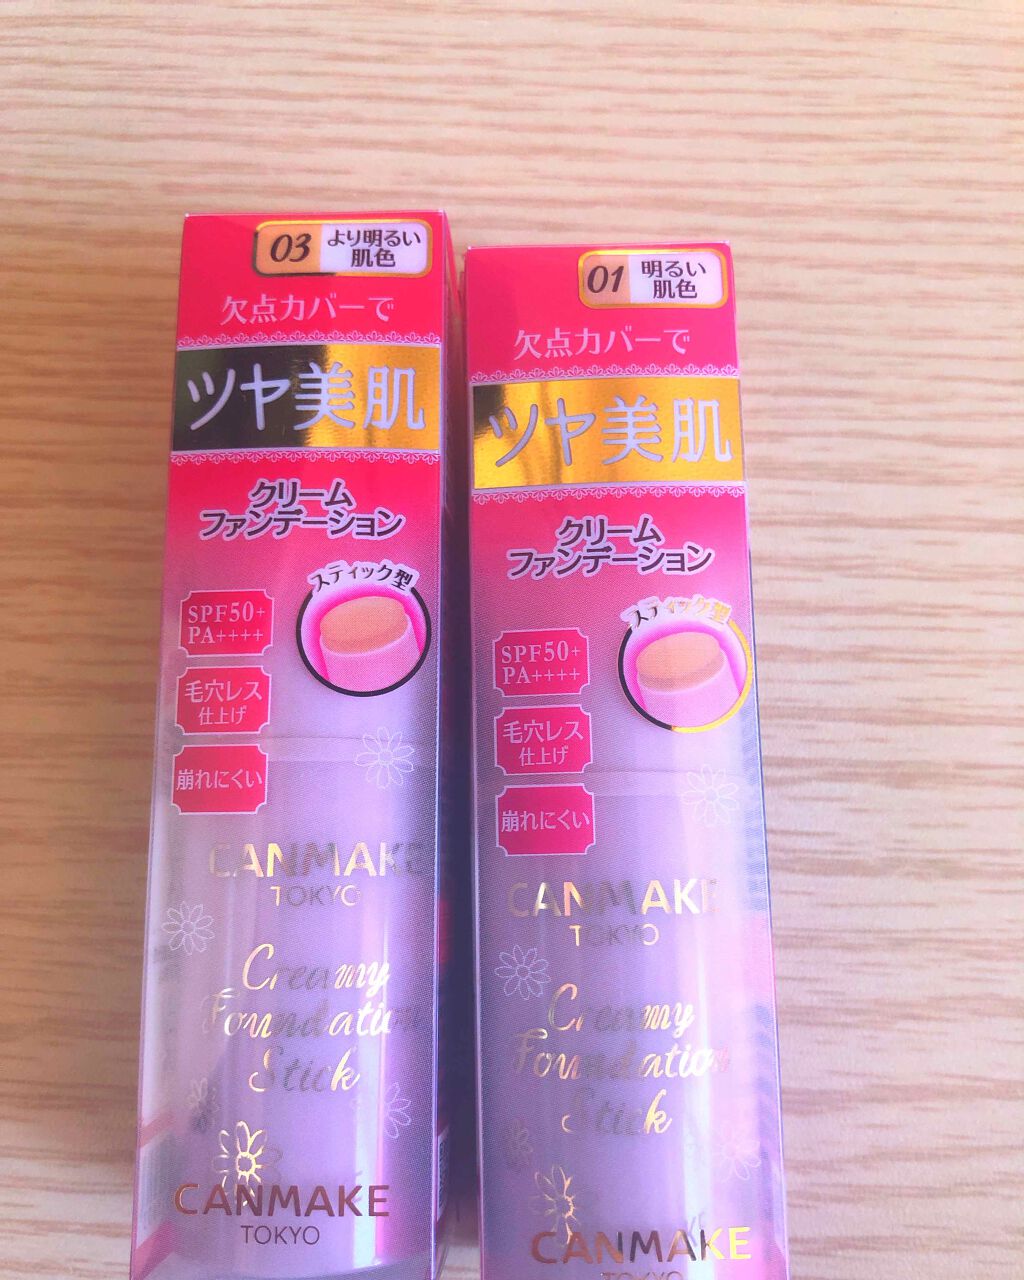 03 より明るい
肌色
欠点カバーで
ツヤ美肌
クリーム
ファンデーション
スティック型
SPF50+
PA++++
毛穴レス
仕上げ
崩れにくい
CANMAKE
TOKYO
Creamy
Foundation
Stick
CANMAKE
TOKYO
01 明るい
肌色
欠点カバーで
ツヤ美肌
クリーム
ファンデーション
スティック型
SPF50+
PA++++
毛穴レス
仕上げ
崩れにくい
CANMAKE
TOKYO
Creamy
Foundation
Stick
CANMAKE
TOKYO